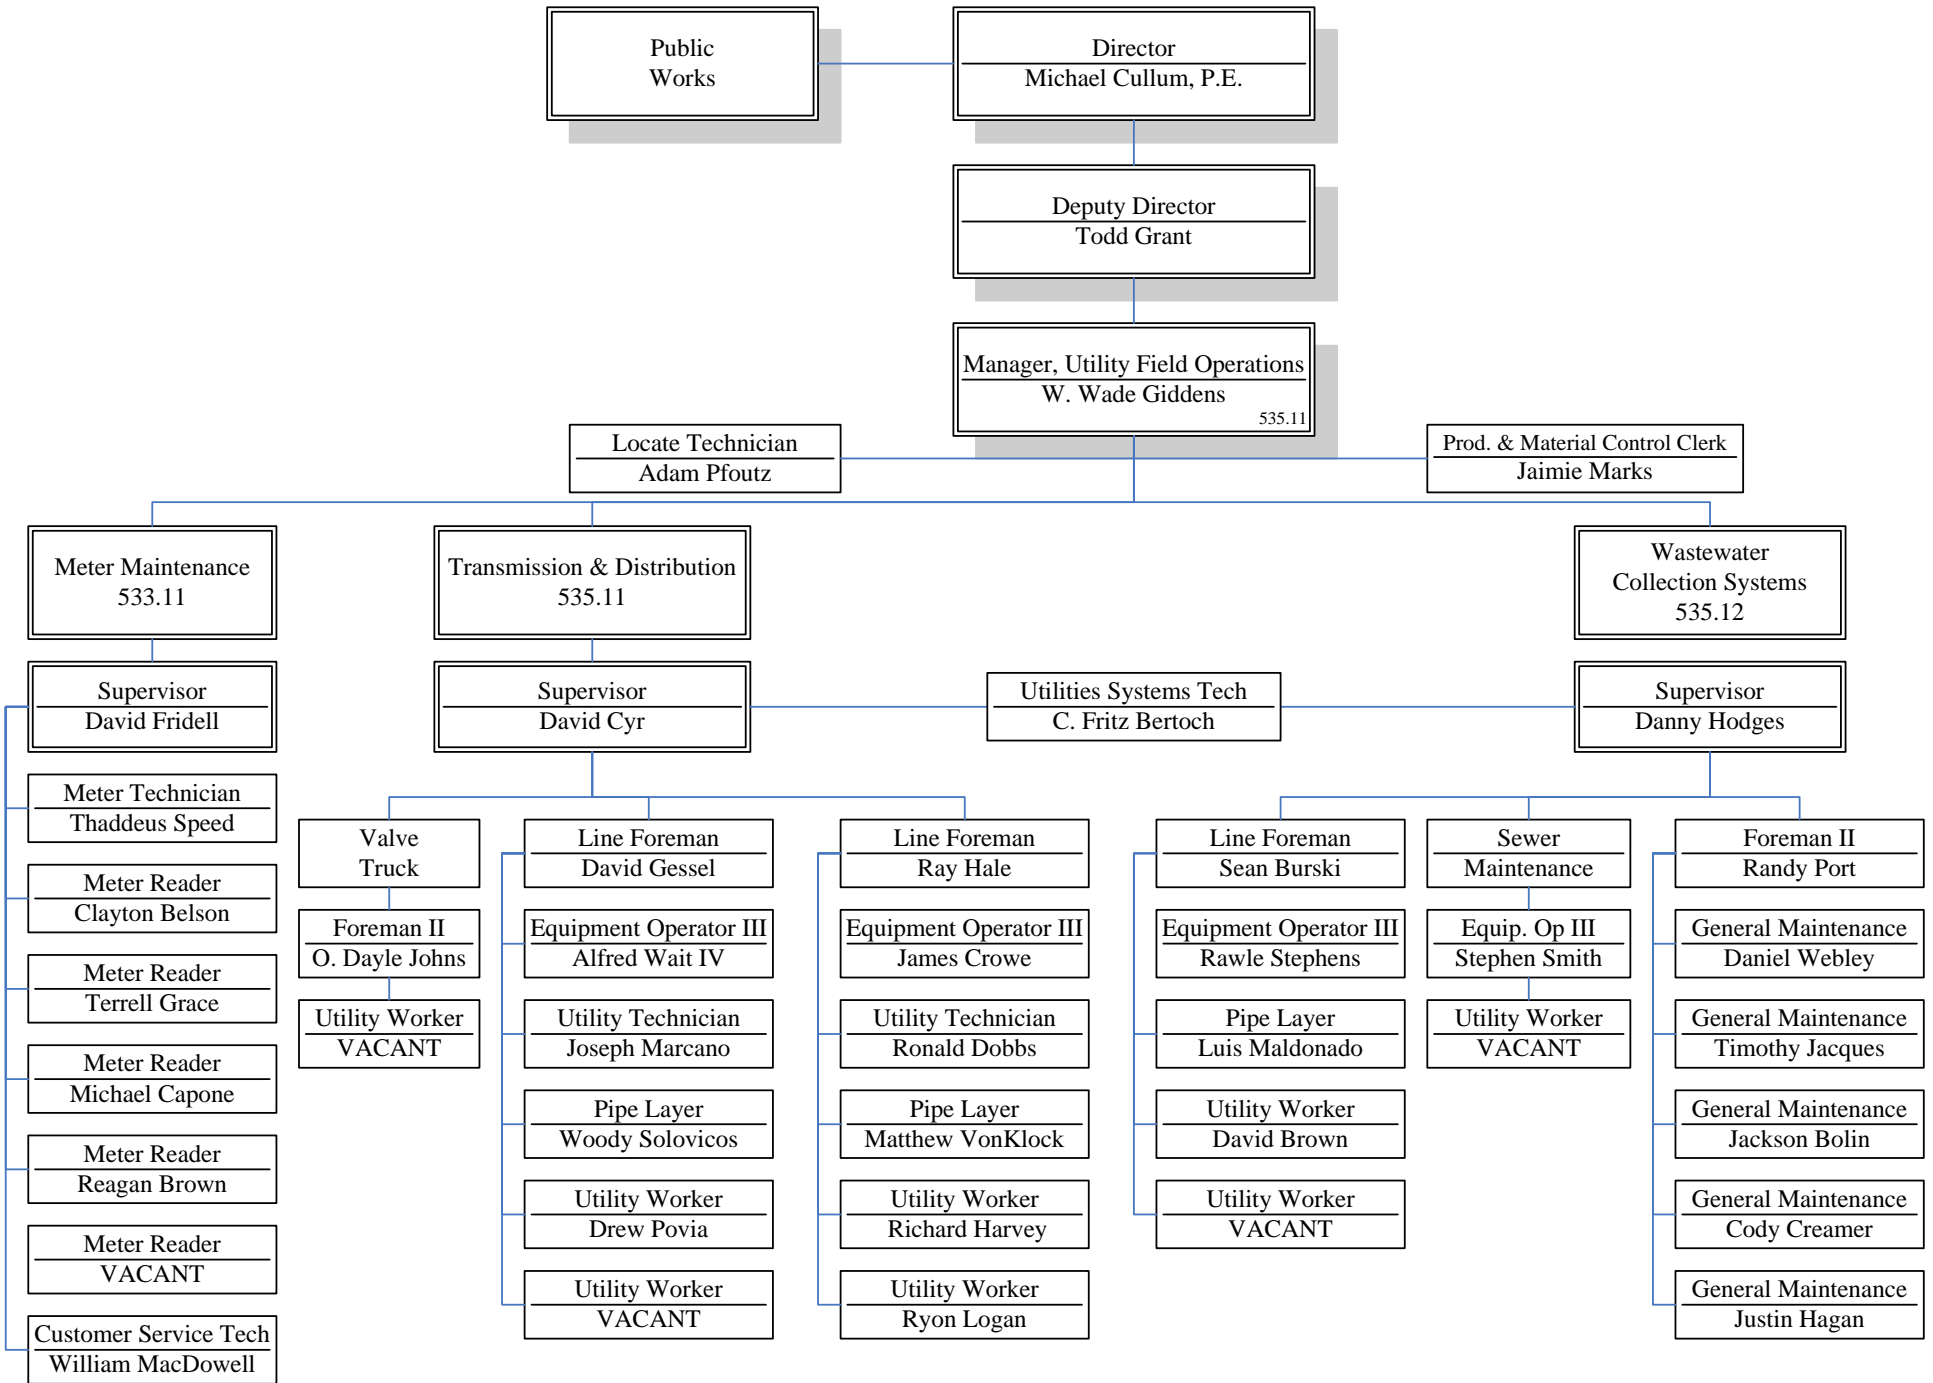 Public
Works
Director
Michael Cullum, P.E.
Deputy Director
Todd Grant
Manager, Utility Field Operations
W. Wade Giddens
535.11
Locate Technician
Adam Pfoutz
Prod. & Material Control Clerk
Jaimie Marks
Meter Maintenance
533.11
Transmission & Distribution
535.11
Wastewater
Collection Systems
535.12
Supervisor
David Fridell
Supervisor
David Cyr
Utilities Systems Tech
C. Fritz Bertoch
Supervisor
Danny Hodges
Meter Technician
Thaddeus Speed
Meter Reader
Clayton Belson
Meter Reader
Terrell Grace
Meter Reader
Michael Capone
Meter Reader
Reagan Brown
Meter Reader
VACANT
Customer Service Tech
William MacDowell
Valve
Truck
Foreman II
O. Dayle Johns
Utility Worker
VACANT
Line Foreman
David Gessel
Equipment Operator III
Alfred Wait IV
Utility Technician
Joseph Marcano
Pipe Layer
Woody Solovicos
Utility Worker
Drew Povia
Utility Worker
VACANT
Line Foreman
Ray Hale
Equipment Operator III
James Crowe
Utility Technician
Ronald Dobbs
Pipe Layer
Matthew VonKlock
Utility Worker
Richard Harvey
Utility Worker
Ryon Logan
Line Foreman
Sean Burski
Equipment Operator III
Rawle Stephens
Pipe Layer
Luis Maldonado
Utility Worker
David Brown
Utility Worker
VACANT
Sewer
Maintenance
Equip. Op III
Stephen Smith
Utility Worker
VACANT
Foreman II
Randy Port
General Maintenance
Daniel Webley
General Maintenance
Timothy Jacques
General Maintenance
Jackson Bolin
General Maintenance
Cody Creamer
General Maintenance
Justin Hagan